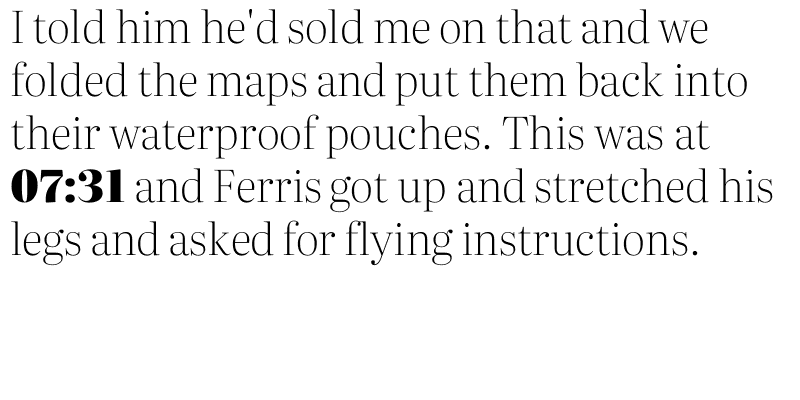 I told him he'd sold me on that and we
folded the maps and put them back into
their waterproof pouches. This was at
07:31 and Ferris got up and stretched his
legs and asked for flying instructions.